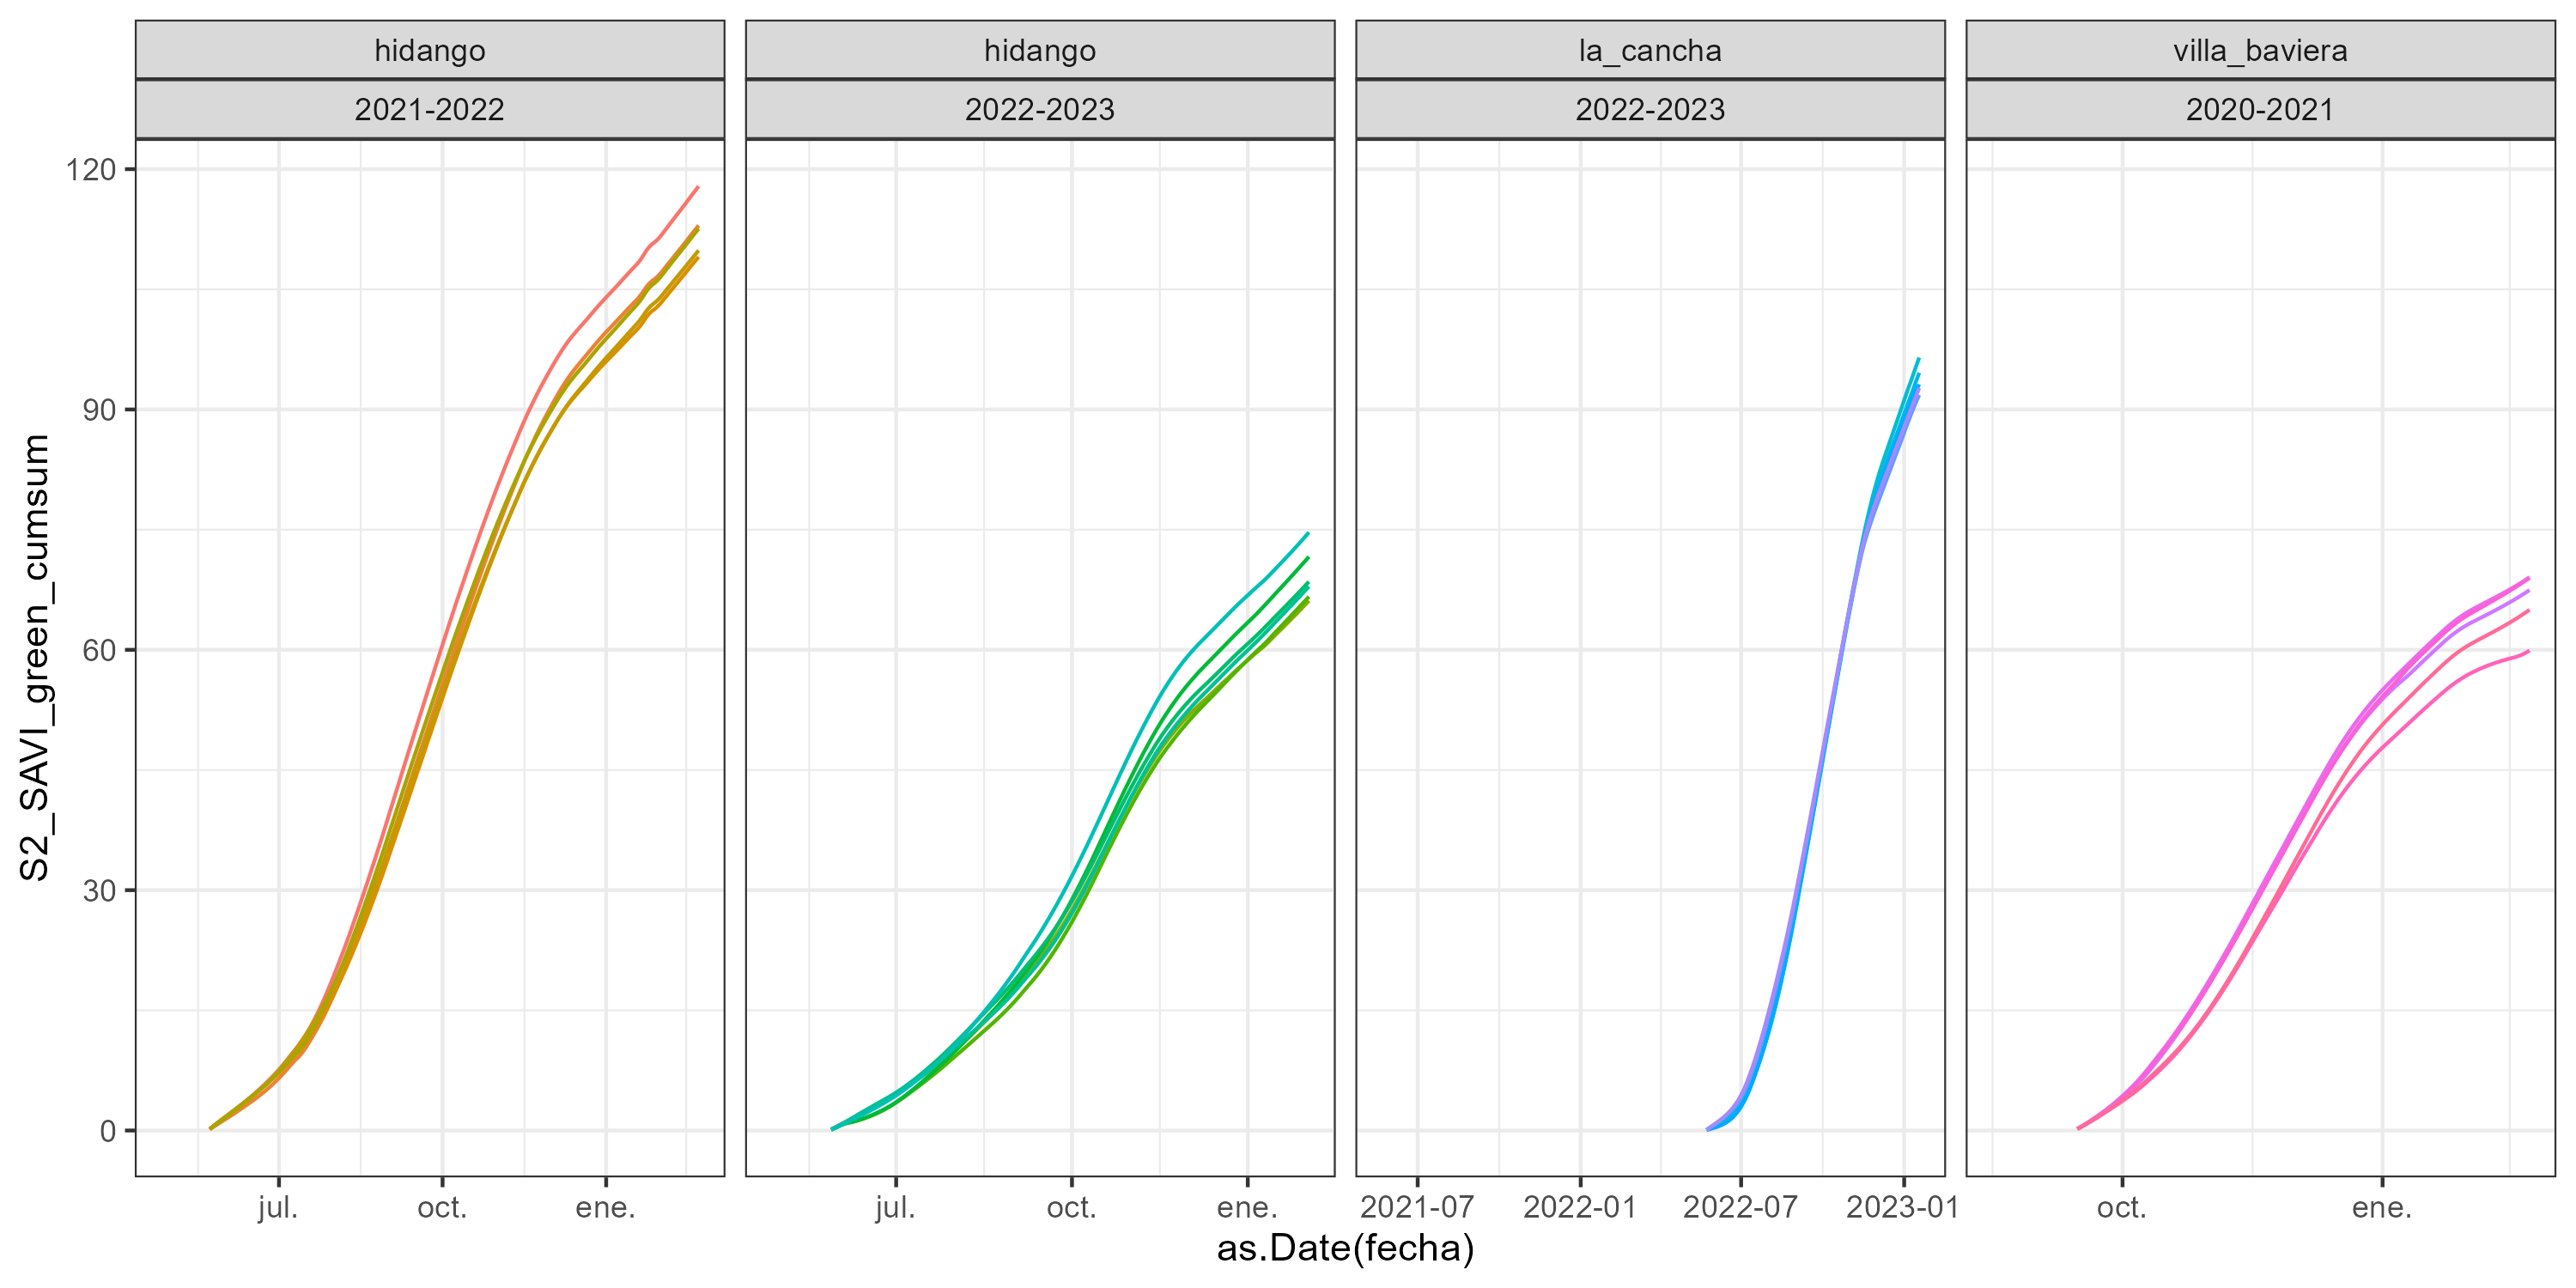 hidango
2021-2022
hidango
2022-2023
la_cancha
2022-2023
villa_baviera
2020-2021
S2_SAVI_green_cumsum
120
90
60
30
0
jul.
oct.
ene.
jul.
oct.
ene.
2021-07
2022-01
2022-07
2023-01
oct.
ene.
as.Date(fecha)